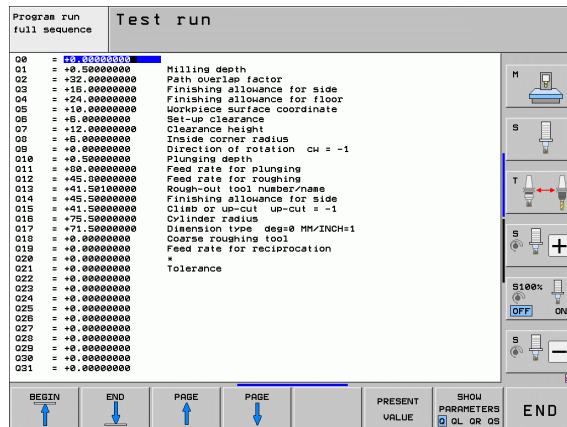 Program run
full sequence
Test run
Q0 = +0.00000000
Q1 = +0.50000000 Milling depth
Q2 = +32.00000000 Path overlap factor
Q3 = +16.00000000 Finishing allowance for side
Q4 = +24.00000000 Finishing allowance for floor
Q5 = +10.00000000 Workpiece surface coordinate
Q6 = +6.00000000 Set-up clearance
Q7 = +12.00000000 Clearance height
Q8 = +6.00000000 Inside corner radius
Q9 = +0.00000000 Direction of rotation cw = -1
Q10 = +0.50000000 Plunging depth
Q11 = +80.00000000 Feed rate for plunging
Q12 = +45.80000000 Feed rate for roughing
Q13 = +41.50100000 Rough-out tool number/name
Q14 = +45.50000000 Finishing allowance for side
Q15 = +41.50000000 Climb or up-cut up-cut = -1
Q16 = +75.50000000 Cylinder radius
Q17 = +71.50000000 Dimension type deg=0 MM/INCH=1
Q18 = +0.00000000 Coarse roughing tool
Q19 = +0.00000000 Feed rate for reciprocation
Q20 = +0.00000000 *
Q21 = +0.00000000 Tolerance
Q22 = +0.00000000
Q23 = +0.00000000
Q24 = +0.00000000
Q25 = +0.00000000
Q26 = +0.00000000
Q27 = +0.00000000
Q28 = +0.00000000
Q29 = +0.00000000
Q30 = +0.00000000
Q31 = +0.00000000
M
S
T
S
+
S100%
OFF ON
S
–
BEGIN
END
PAGE
PAGE
PRESENT
VALUE
SHOW
PARAMETERS
Q QL QR QS
END